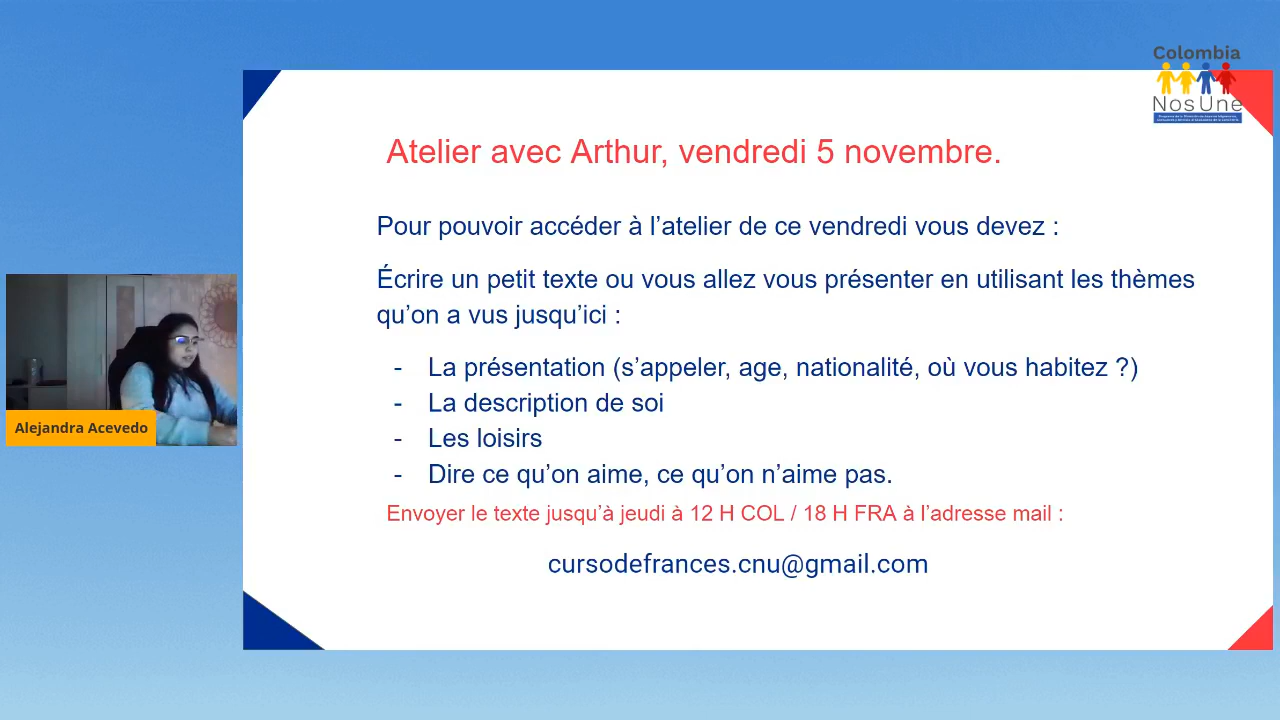 Colombia
NosUne
Atelier avec Arthur, vendredi 5 novembre.
Pour pouvoir accéder à l’atelier de ce vendredi vous devez :
Écrire un petit texte ou vous allez vous présenter en utilisant les thèmes
qu’on a vus jusqu’ici :
- La présentation (s’appeler, age, nationalité, où vous habitez ?)
- La description de soi
- Les loisirs
- Dire ce qu’on aime, ce qu’on n’aime pas.
Envoyer le texte jusqu’à jeudi à 12 H COL / 18 H FRA à l’adresse mail :
cursodefrances.cnu@gmail.com
Alejandra Acevedo